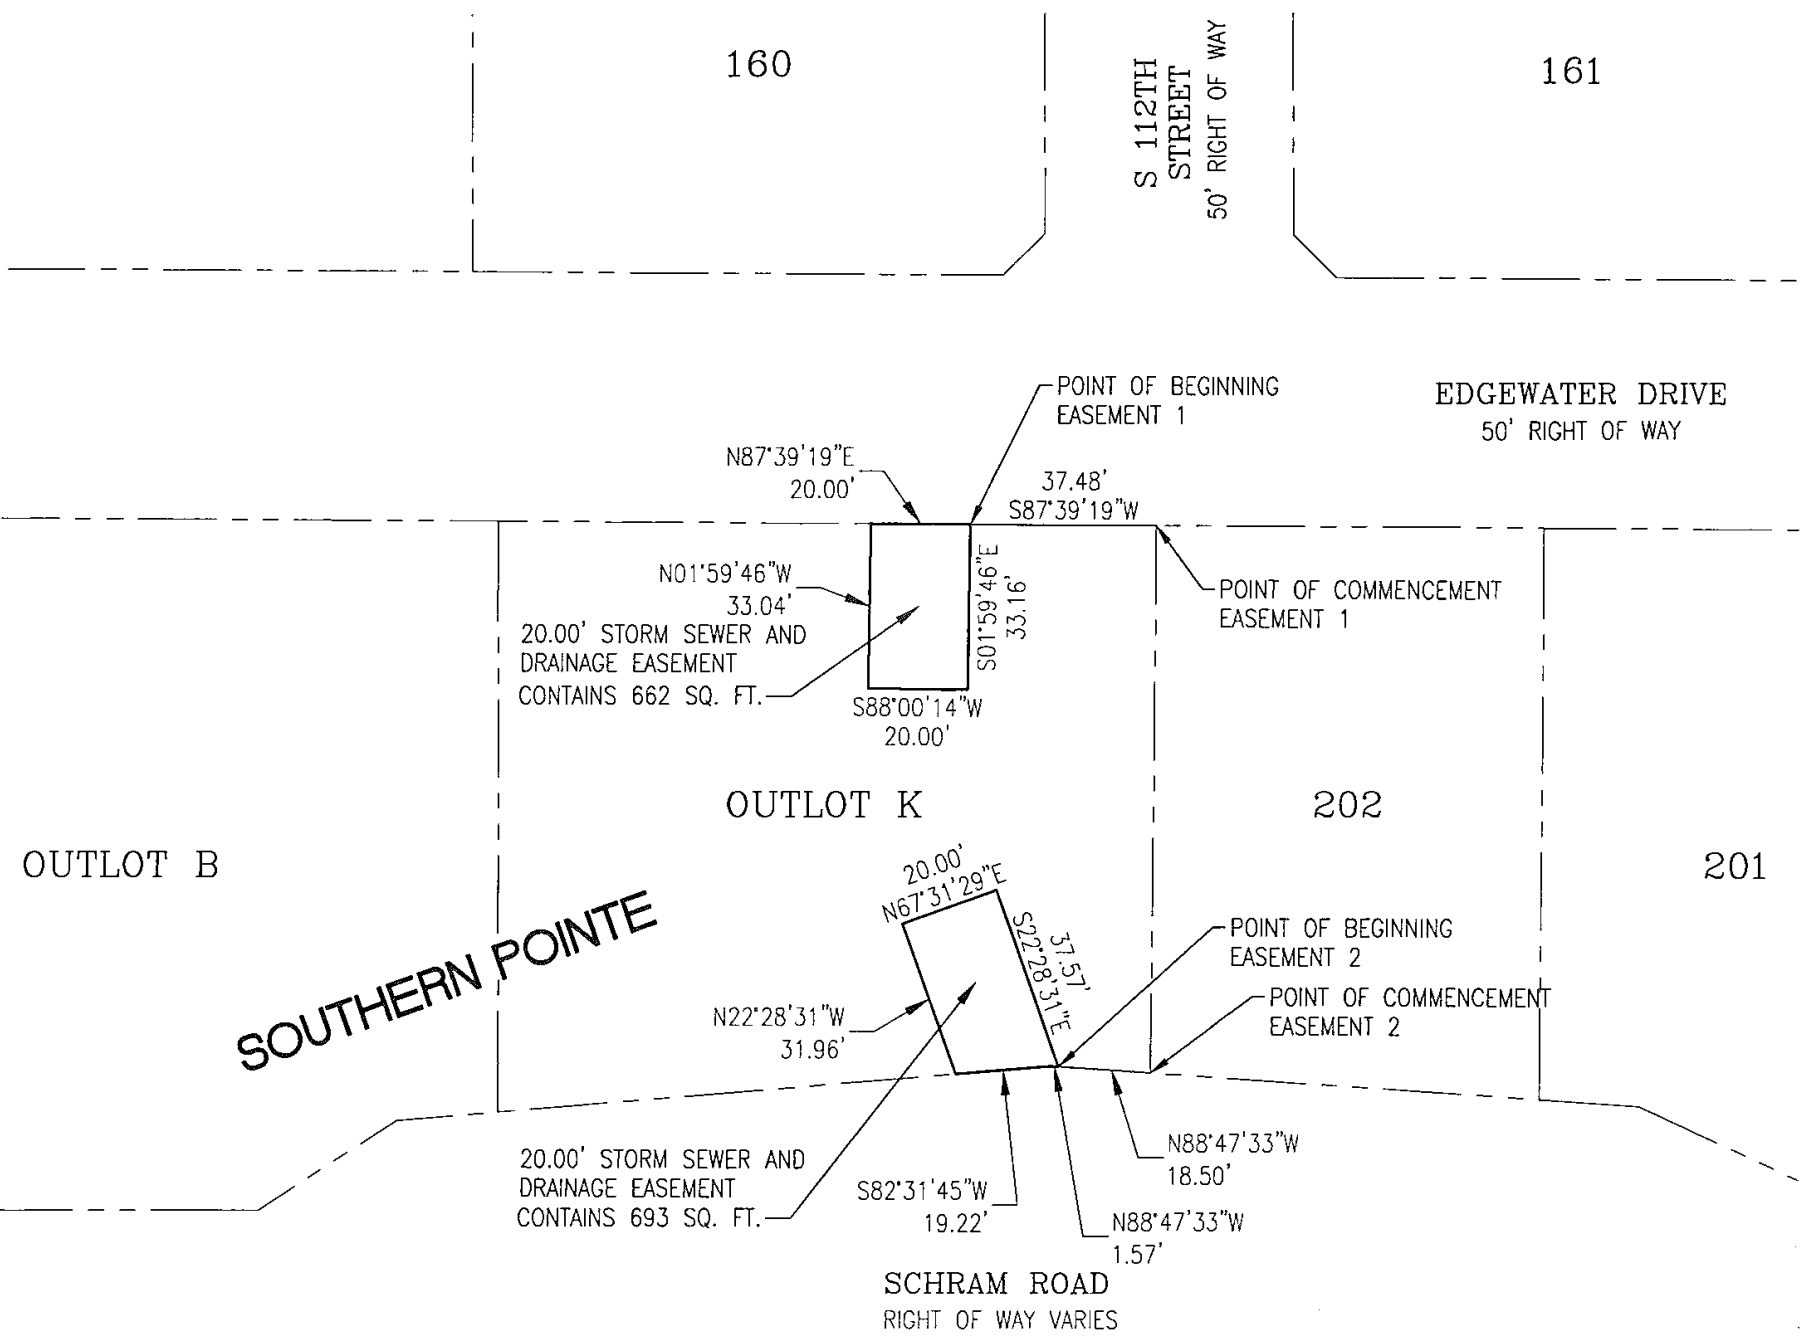 160
161
S 112TH
STREET
50' RIGHT OF WAY
POINT OF BEGINNING
EASEMENT 1
EDGEWATER DRIVE
50' RIGHT OF WAY
N87°39'19"E
20.00'
37.48'
S87°39'19"W
N01°59'46"W
33.04'
S01°59'46"E
33.16'
POINT OF COMMENCEMENT
EASEMENT 1
20.00' STORM SEWER AND
DRAINAGE EASEMENT
CONTAINS 662 SQ. FT.
S88°00'14"W
20.00'
OUTLOT K
202
OUTLOT B
201
SOUTHERN POINTE
20.00'
N67°31'29"E
37.57'
S22°28'31"E
POINT OF BEGINNING
EASEMENT 2
POINT OF COMMENCEMENT
EASEMENT 2
N22°28'31"W
31.96'
20.00' STORM SEWER AND
DRAINAGE EASEMENT
CONTAINS 693 SQ. FT.
S82°31'45"W
19.22'
N88°47'33"W
18.50'
N88°47'33"W
1.57'
SCHRAM ROAD
RIGHT OF WAY VARIES